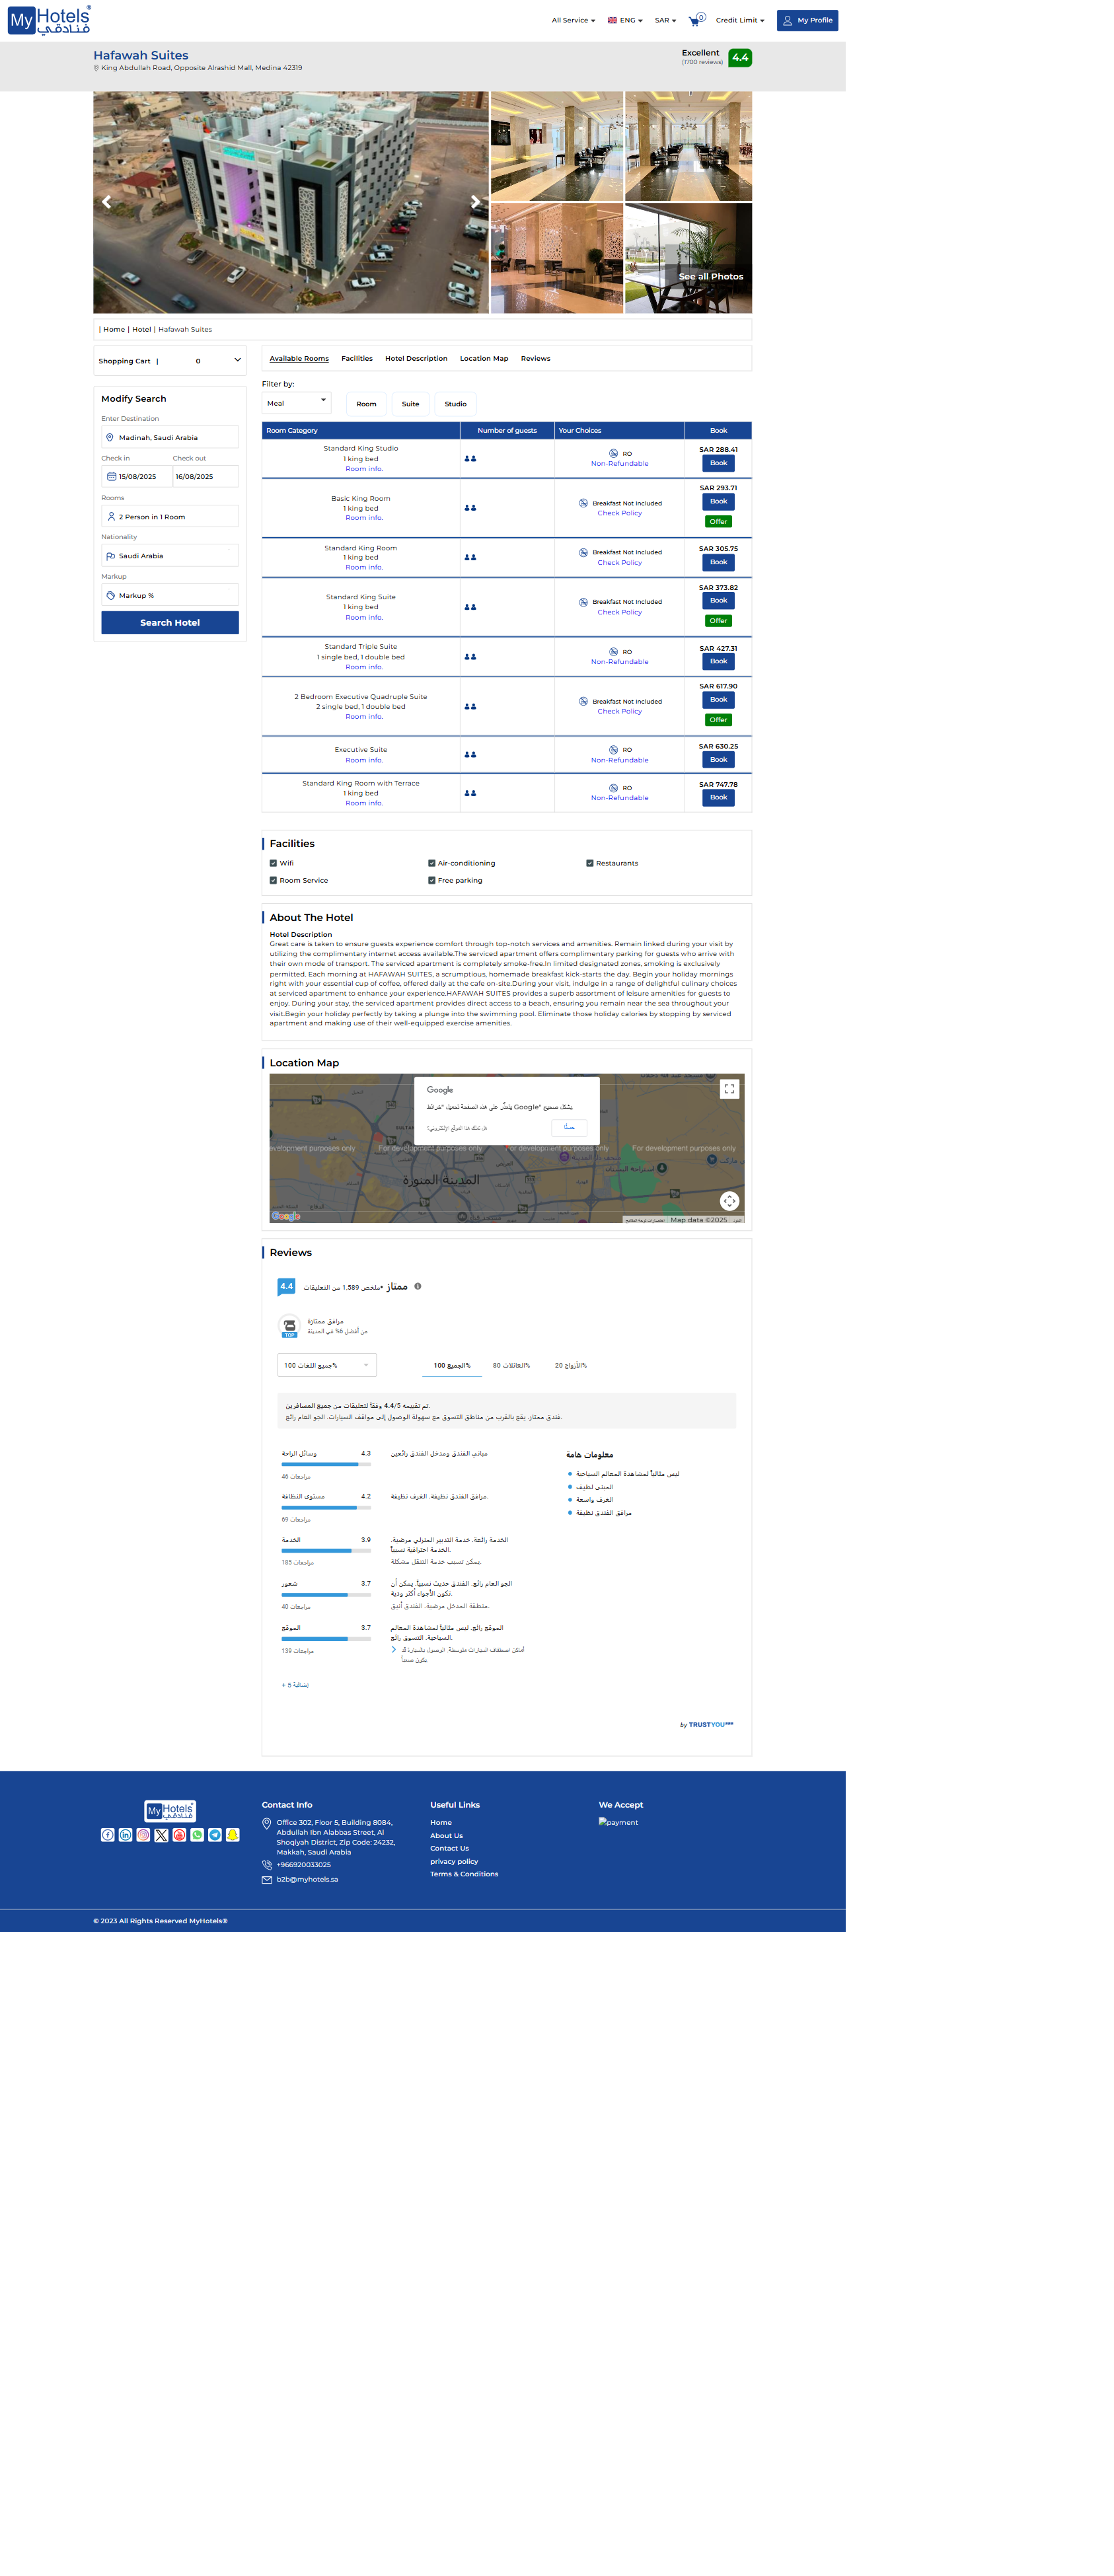 My Hotels®
فنادقي
All Service
ENG
SAR
0
Credit Limit
My Profile
Hafawah Suites
King Abdullah Road, Opposite Alrashid Mall, Medina 42319
Excellent
(1700 reviews)
4.4
See all Photos
| Home | Hotel | Hafawah Suites
Shopping Cart |
0
Modify Search
Enter Destination
Madinah, Saudi Arabia
Check in
Check out
15/08/2025
16/08/2025
Rooms
2 Person in 1 Room
Nationality
Saudi Arabia
Markup
Markup %
Search Hotel
Available Rooms
Facilities
Hotel Description
Location Map
Reviews
Filter by:
Meal
Room
Suite
Studio
Room Category
Number of guests
Your Choices
Book
Standard King Studio
1 king bed
Room info.
RO
Non-Refundable
SAR 288.41
Book
Basic King Room
1 king bed
Room info.
Breakfast Not Included
Check Policy
SAR 293.71
Book
Offer
Standard King Room
1 king bed
Room info.
Breakfast Not Included
Check Policy
SAR 305.75
Book
Standard King Suite
1 king bed
Room info.
Breakfast Not Included
Check Policy
SAR 373.82
Book
Offer
Standard Triple Suite
1 single bed, 1 double bed
Room info.
RO
Non-Refundable
SAR 427.31
Book
2 Bedroom Executive Quadruple Suite
2 single bed, 1 double bed
Room info.
Breakfast Not Included
Check Policy
SAR 617.90
Book
Offer
Executive Suite
Room info.
RO
Non-Refundable
SAR 630.25
Book
Standard King Room with Terrace
1 king bed
Room info.
RO
Non-Refundable
SAR 747.78
Book
Facilities
Wifi
Air-conditioning
Restaurants
Room Service
Free parking
About The Hotel
Hotel Description
Great care is taken to ensure guests experience comfort through top-notch services and amenities. Remain linked during your visit by
utilizing the complimentary internet access available.The serviced apartment offers complimentary parking for guests who arrive with
their own mode of transport. The serviced apartment is completely smoke-free.In limited designated zones, smoking is exclusively
permitted. Each morning at HAFAWAH SUITES, a scrumptious, homemade breakfast kick-starts the day. Begin your holiday mornings
right with your essential cup of coffee, offered daily at the cafe on-site.During your visit, indulge in a range of delightful culinary choices
at serviced apartment to enhance your experience.HAFAWAH SUITES provides a superb assortment of leisure amenities for guests to
enjoy. During your stay, the serviced apartment provides direct access to a beach, ensuring you remain near the sea throughout your
visit.Begin your holiday perfectly by taking a plunge into the swimming pool. Eliminate those holiday calories by stopping by serviced
apartment and making use of their well-equipped exercise amenities.
Location Map
Google
يتعذّر على هذه الصفحة تحميل "خرائط Google" بشكل صحيح.
هل تملك هذا الموقع الإلكتروني؟
حسنًا
For development purposes only
For development purposes only
For development purposes only
المدينة المنورة
Google
Map data ©2025
Reviews
4.4
ممتاز
ملخص 1,589 من التعليقات
TOP
مرافق ممتازة
من أفضل 6% في المدينة
جميع اللغات 100%
الجميع 100%
العائلات 80%
الأزواج 20%
تم تقييمه 4.4/5 وفقاً لتعليقات من جميع المسافرين.
فندق ممتاز. يقع بالقرب من مناطق التسوق مع سهولة الوصول إلى مواقف السيارات. الجو العام رائع.
وسائل الراحة
4.3
46 مراجعات
مباني الفندق ومدخل الفندق رائعين
مستوى النظافة
4.2
69 مراجعات
مرافق الفندق نظيفة. الغرف نظيفة.
الخدمة
3.9
185 مراجعات
الخدمة رائعة. خدمة التدبير المنزلي مرضية.
الخدمة احترافية نسبياً.
يمكن تسبب خدمة التنقل مشكلة.
شعور
3.7
40 مراجعات
الجو العام رائع. الفندق حديث نسبياً. يمكن أن
تكون الأجواء أكثر ودية.
منطقة المدخل مرضية. الفندق أنيق.
الموقع
3.7
139 مراجعات
الموقع رائع. ليس مثالياً لمشاهدة المعالم
السياحية. التسوق رائع.
أماكن اصطفاف السيارات متوسطة. الوصول بالسيارة قد
يكون صعباً
معلومات هامة
ليس مثالياً لمشاهدة المعالم السياحية
المبنى لطيف
الغرف واسعة
مرافق الفندق نظيفة
+ 5 إضافية
by TRUSTYOU
My Hotels
فنادقي
Contact Info
Office 302, Floor 5, Building 8084,
Abdullah Ibn Alabbas Street, Al
Shoqiyah District, Zip Code: 24232,
Makkah, Saudi Arabia
+966920033025
b2b@myhotels.sa
Useful Links
Home
About Us
Contact Us
privacy policy
Terms & Conditions
We Accept
payment
© 2023 All Rights Reserved MyHotels®